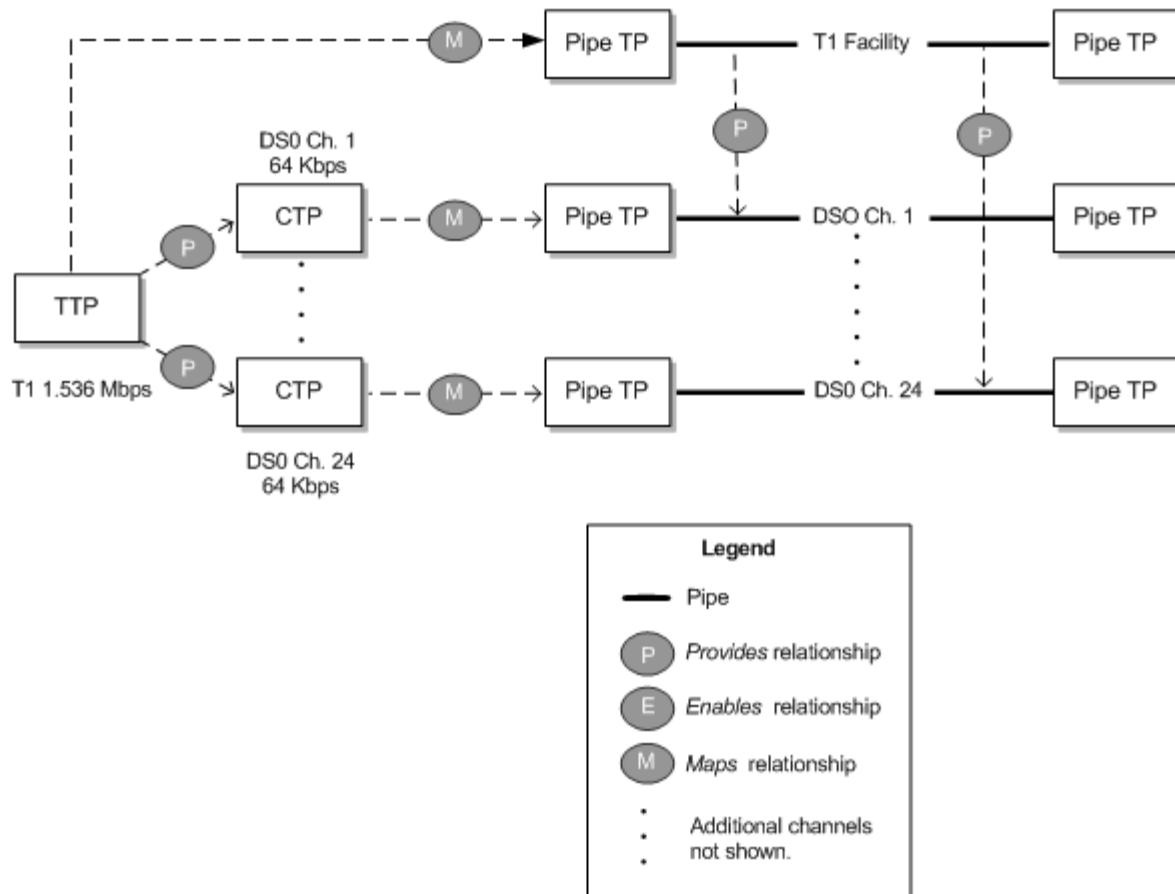 M
Pipe TP
T1 Facility
Pipe TP
P
P
DS0 Ch. 1
64 Kbps
CTP
M
Pipe TP
DSO Ch. 1
Pipe TP
P
TTP
T1 1.536 Mbps
P
CTP
M
Pipe TP
DS0 Ch. 24
Pipe TP
DS0 Ch. 24
64 Kbps
Legend
Pipe
P Provides relationship
E Enables relationship
M Maps relationship
Additional channels
not shown.